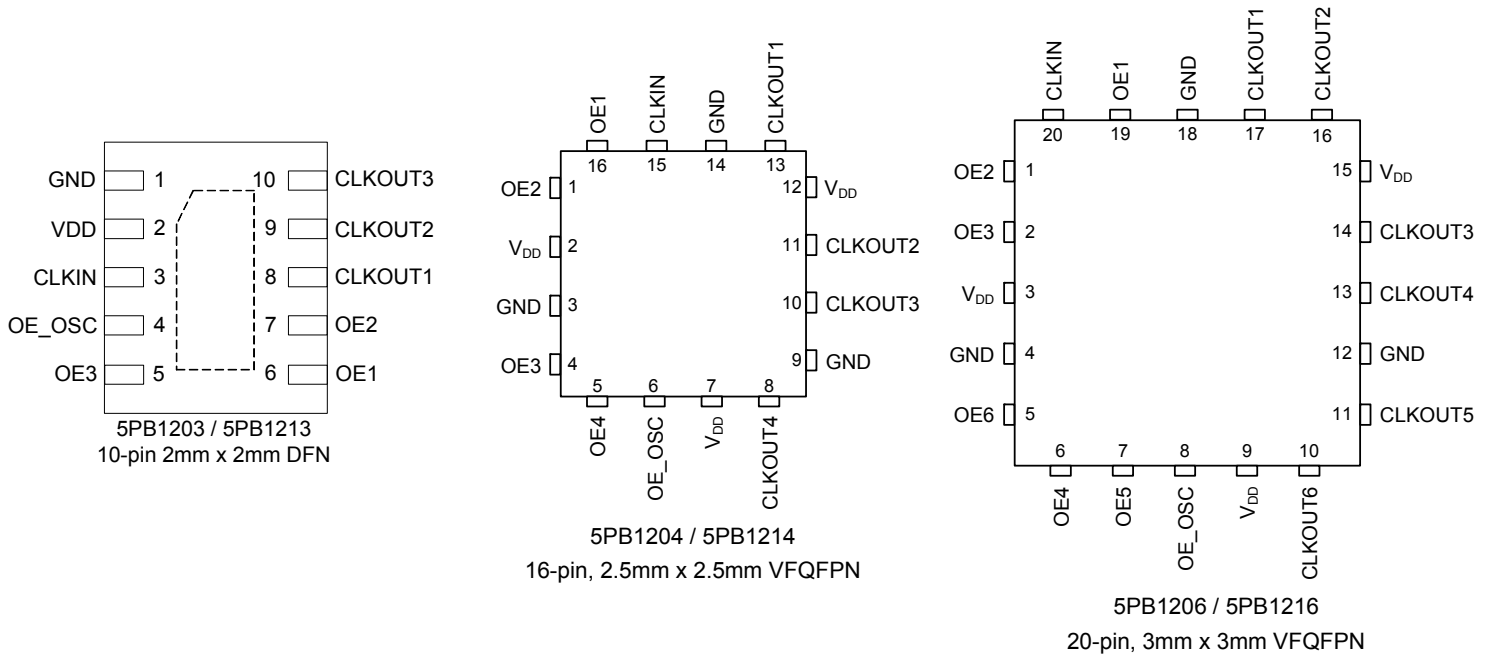 GND 1 10 CLKOUT3
VDD 2 9 CLKOUT2
CLKIN 3 8 CLKOUT1
OE_OSC 4 7 OE2
OE3 5 6 OE1
5PB1203 / 5PB1213
10-pin 2mm x 2mm DFN
OE1
CLKIN
GND
CLKOUT1
16 15 14 13
OE2 1 12 VDD
VDD 2 11 CLKOUT2
GND 3 10 CLKOUT3
OE3 4 9 GND
5 6 7 8
OE4
OE_OSC
VDD
CLKOUT4
5PB1204 / 5PB1214
16-pin, 2.5mm x 2.5mm VFQFPN
CLKIN
OE1
GND
CLKOUT1
CLKOUT2
20 19 18 17 16
OE2 1 15 VDD
OE3 2 14 CLKOUT3
VDD 3 13 CLKOUT4
GND 4 12 GND
OE6 5 11 CLKOUT5
6 7 8 9 10
OE4
OE5
OE_OSC
VDD
CLKOUT6
5PB1206 / 5PB1216
20-pin, 3mm x 3mm VFQFPN